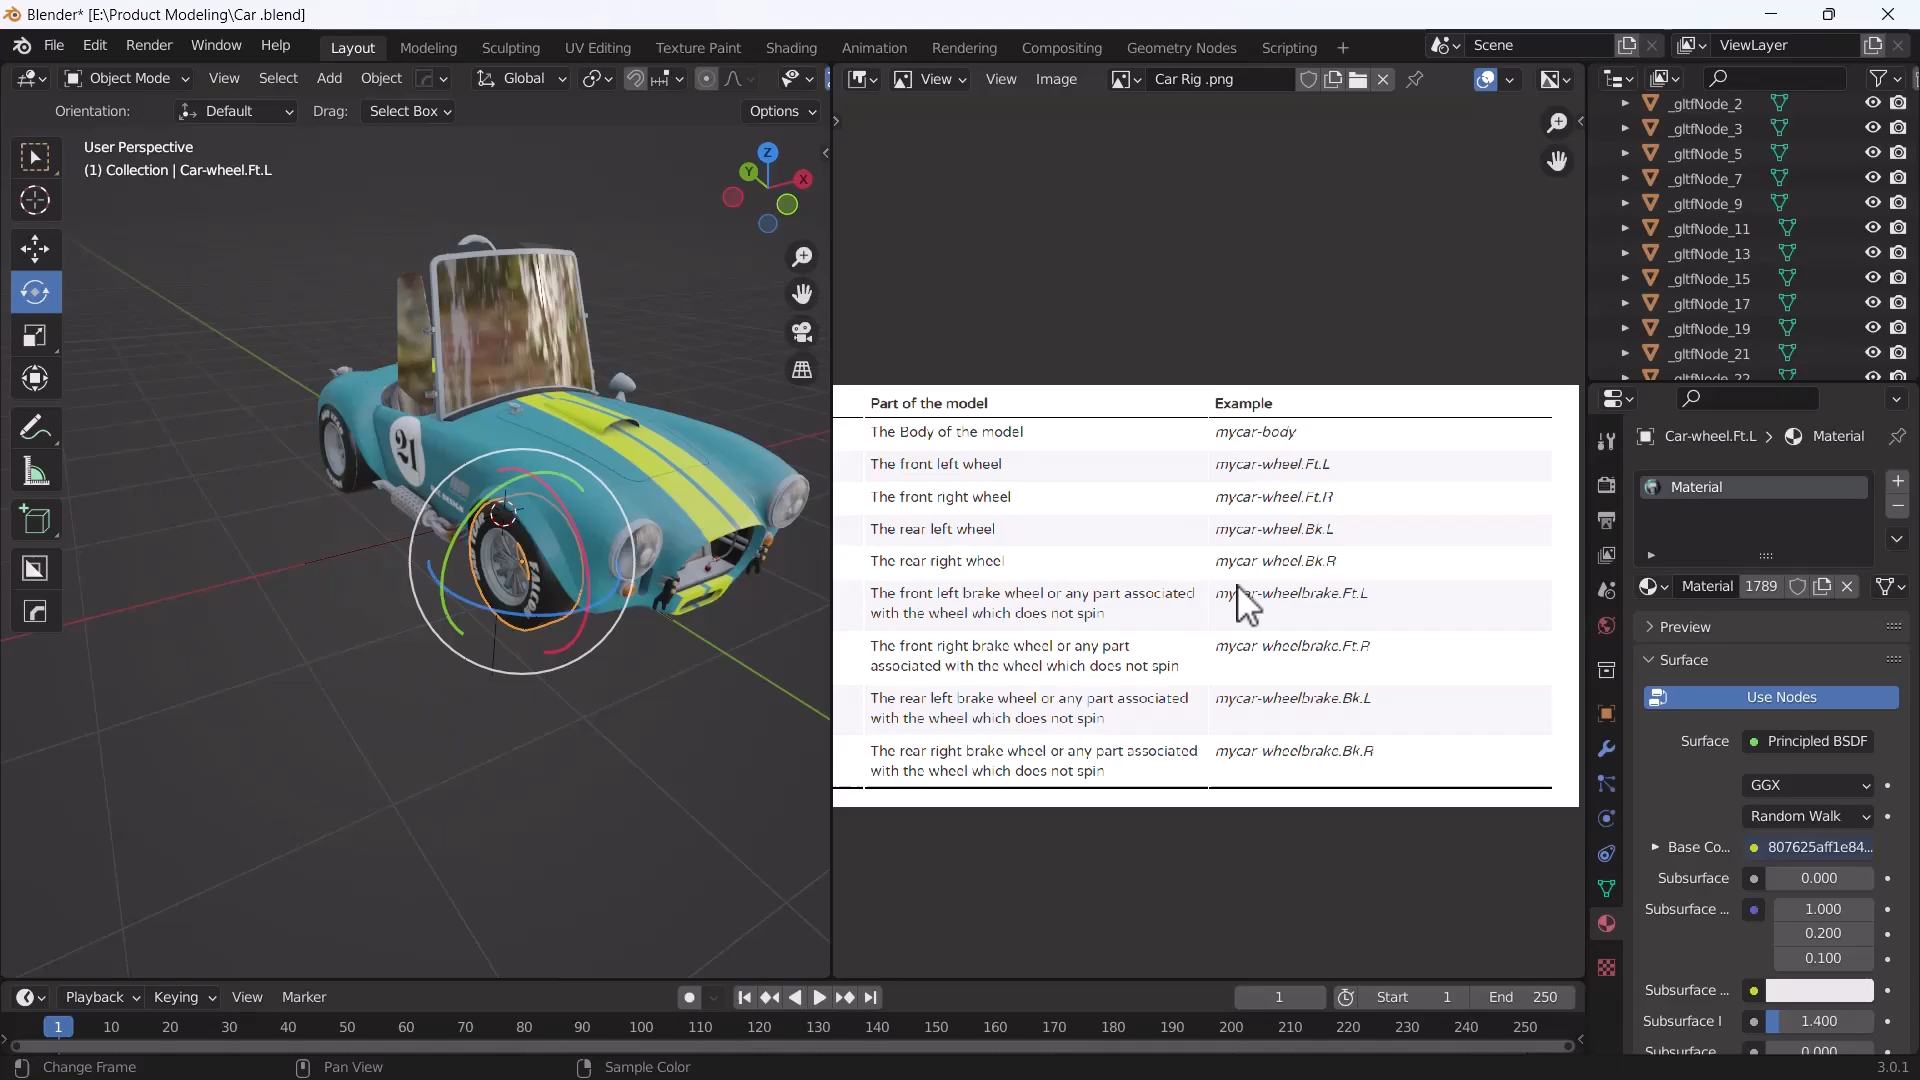 Blender* [E:\Product Modeling\Car .blend]
File Edit Render Window Help Layout Modeling Sculpting UV Editing Texture Paint Shading Animation Rendering Compositing Geometry Nodes Scripting + Scene ViewLayer
Object Mode View Select Add Object Global
View View Image Car Rig .png
Orientation: Default Drag: Select Box Options
User Perspective
(1) Collection | Car-wheel.Ft.L
Z
Y
X
21
Part of the model Example
The Body of the model mycar-body
The front left wheel mycar-wheel.Ft.L
The front right wheel mycar-wheel.Ft.R
The rear left wheel mycar-wheel.Bk.L
The rear right wheel mycar wheel.Bk.R
The front left brake wheel or any part associated
with the wheel which does not spin
The front right brake wheel or any part mycar wheelbrake.Ft.R
associated with the wheel which does not spin
The rear left brake wheel or any part associated mycar-wheelbrake.Bk.L
with the wheel which does not spin
The rear right brake wheel or any part associated mycar wheelbrake.Bk.R
with the wheel which does not spin
_gltfNode_2
_gltfNode_3
_gltfNode_5
_gltfNode_7
_gltfNode_9
_gltfNode_11
_gltfNode_13
_gltfNode_15
_gltfNode_17
_gltfNode_19
_gltfNode_21
_gltfNode_22
Car-wheel.Ft.L > Material
Material
Material 1789
Preview
Surface
Use Nodes
Surface Principled BSDF
GGX
Random Walk
Base Co... 807625aff1e84...
Subsurface 0.000
Subsurface ... 1.000
0.200
0.100
Subsurface ...
Subsurface I 1.400
Subsurface 0.000
Playback Keying View Marker 1 Start 1 End 250
1 10 20 30 40 50 60 70 80 90 100 110 120 130 140 150 160 170 180 190 200 210 220 230 240 250
Change Frame Pan View Sample Color 3.0.1